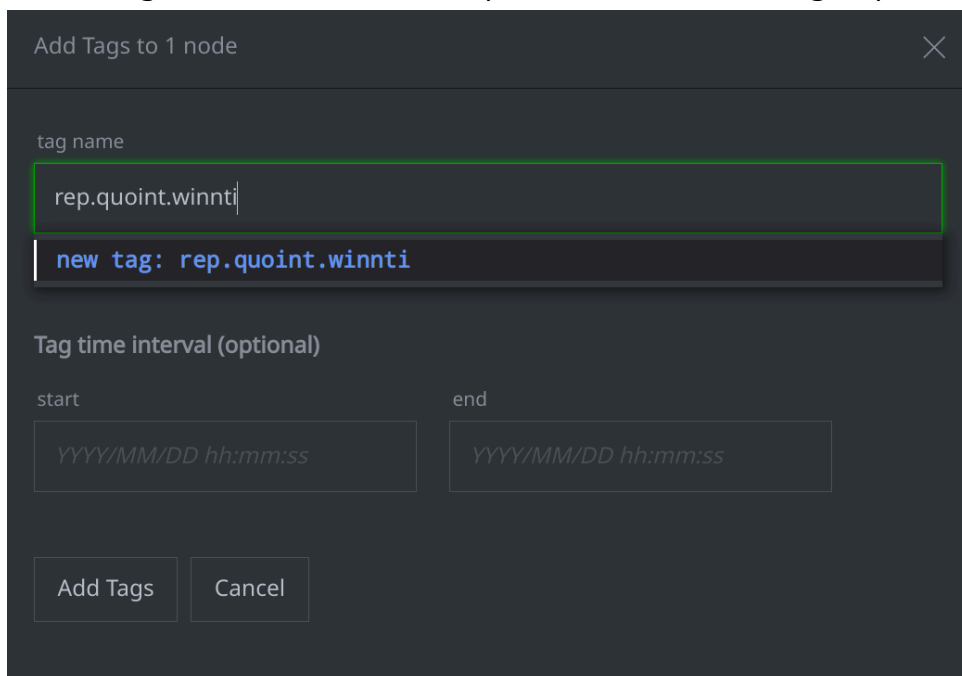 Add Tags to 1 node
tag name
rep.quoint.winnti
new tag: rep.quoint.winnti
Tag time interval (optional)
start end
YYYY/MM/DD hh:mm:ss YYYY/MM/DD hh:mm:ss
Add Tags Cancel